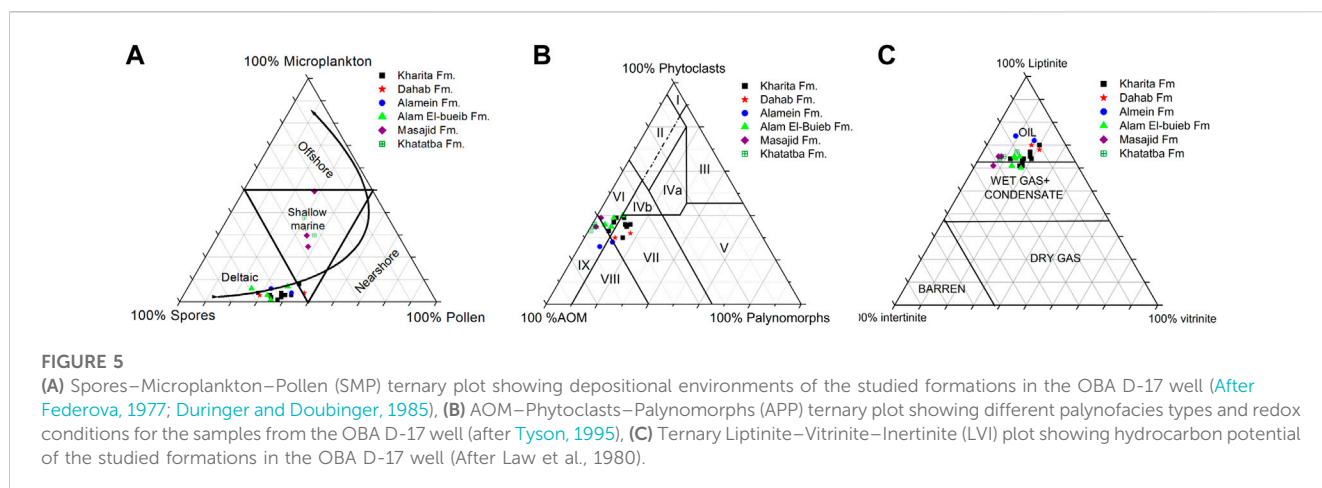 A
100% Microplankton
Kharita Fm.
Dahab Fm.
Alamein Fm.
Alam El-bueib Fm.
Masajid Fm.
Khatatba Fm.
Offshore
Shallow
marine
Deltaic
Nearshore
100% Spores
100% Pollen
B
100% Phytoclasts
Kharita Fm.
Dahab Fm.
Alamein Fm.
Alam El-Buieb Fm.
Masajid Fm.
Khatatba Fm.
I
II
III
IVa
VI
IVb
V
VII
IX
VIII
100 %AOM
100% Palynomorphs
C
100% Liptinite
Kharita Fm
Dahab Fm
Almein Fm
Alam El-Buieb Fm
Masajid Fm
Khatatba Fm
OIL
WET GAS+
CONDENSATE
DRY GAS
BARREN
00% intertinite
100% vitrinite
FIGURE 5
(A) Spores–Microplankton–Pollen (SMP) ternary plot showing depositional environments of the studied formations in the OBA D-17 well (After
Federova, 1977; Duringer and Doubinger, 1985), (B) AOM–Phytoclasts–Palynomorphs (APP) ternary plot showing different palynofacies types and redox
conditions for the samples from the OBA D-17 well (after Tyson, 1995), (C) Ternary Liptinite–Vitrinite–Inertinite (LVI) plot showing hydrocarbon potential
of the studied formations in the OBA D-17 well (After Law et al., 1980).